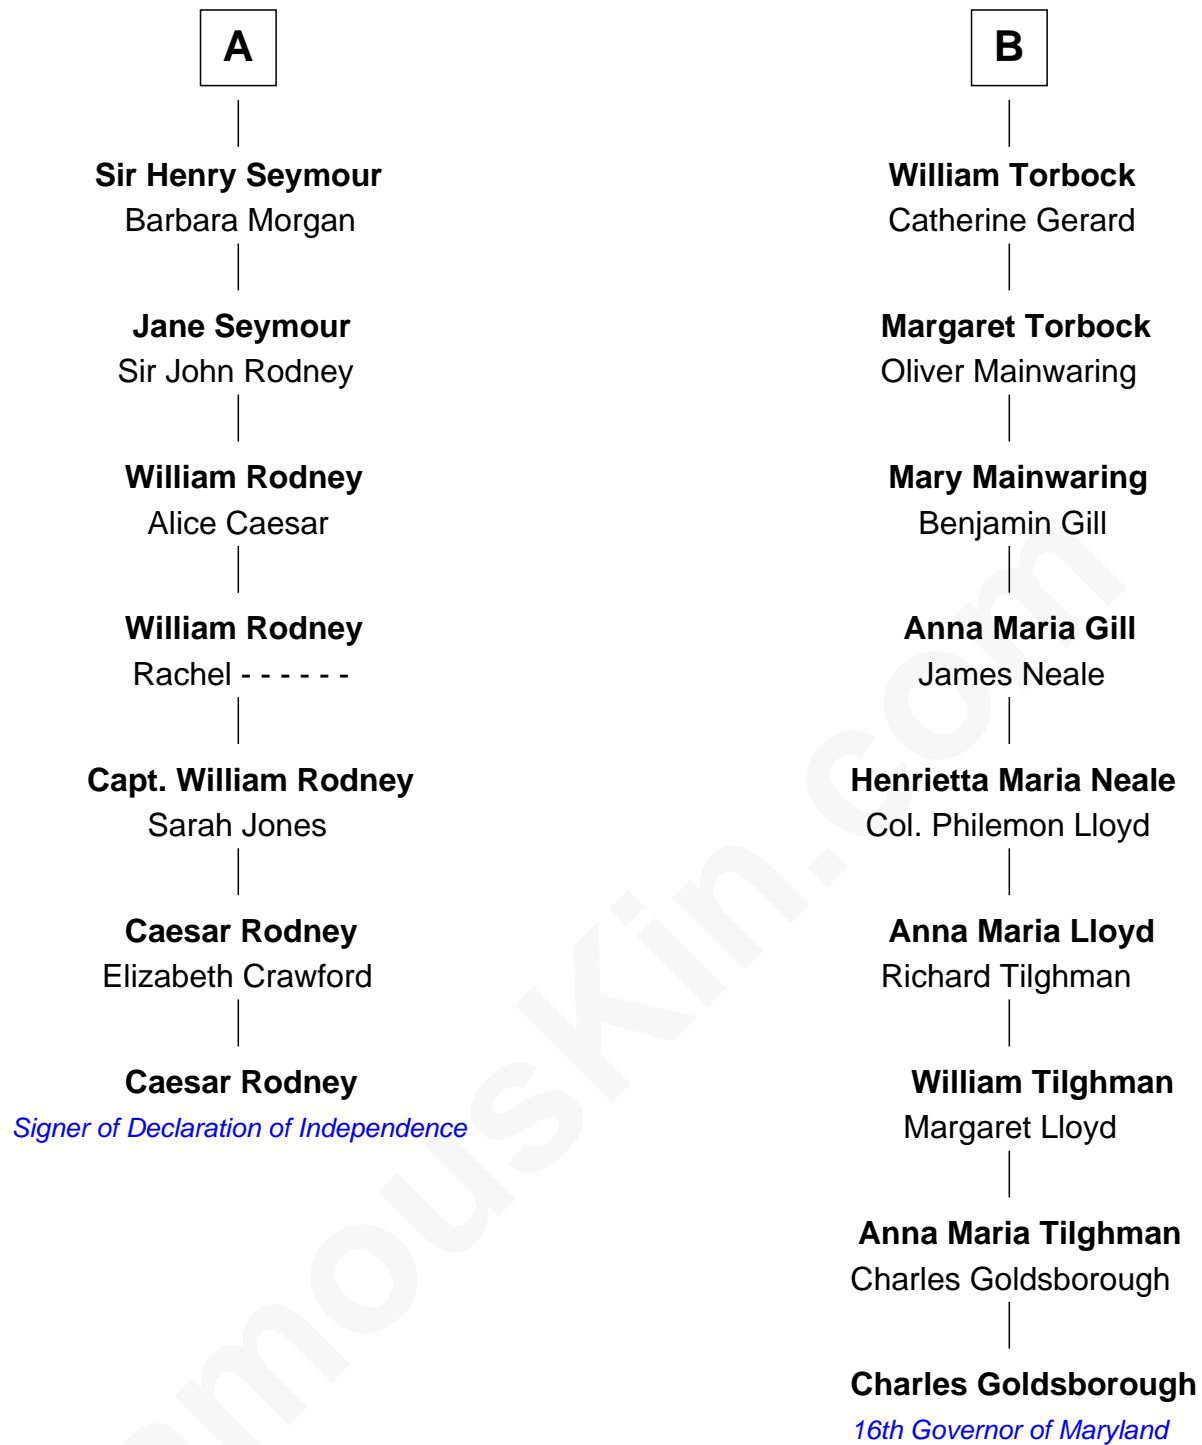 A
Sir Henry Seymour
Barbara Morgan
Jane Seymour
Sir John Rodney
William Rodney
Alice Caesar
William Rodney
Rachel - - - - - -
Capt. William Rodney
Sarah Jones
Caesar Rodney
Elizabeth Crawford
Caesar Rodney
Signer of Declaration of Independence
B
William Torbock
Catherine Gerard
Margaret Torbock
Oliver Mainwaring
Mary Mainwaring
Benjamin Gill
Anna Maria Gill
James Neale
Henrietta Maria Neale
Col. Philemon Lloyd
Anna Maria Lloyd
Richard Tilghman
William Tilghman
Margaret Lloyd
Anna Maria Tilghman
Charles Goldsborough
Charles Goldsborough
16th Governor of Maryland
amousKin.com